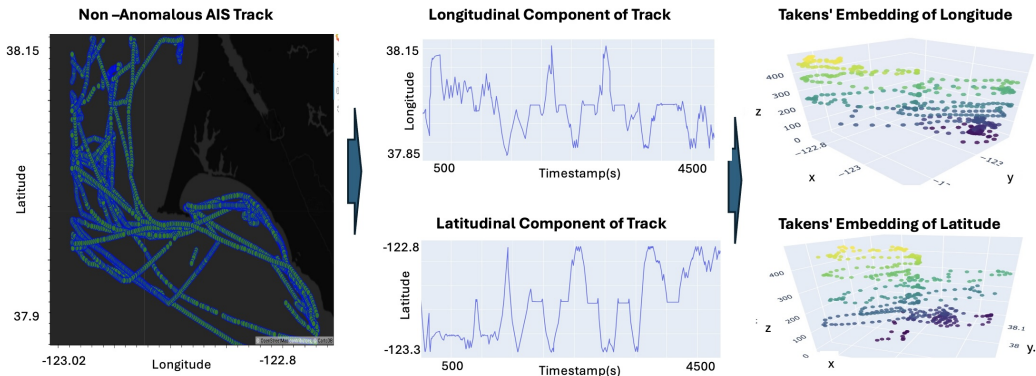 Non –Anomalous AIS Track
38.15
Latitude
37.9
-123.02
Longitude
-122.8
Longitudinal Component of Track
38.15
Longitude
37.85
500
Timestamp(s)
4500
Latitudinal Component of Track
-122.8
Latitude
-123.3
500
Timestamp(s)
4500
Takens' Embedding of Longitude
400
300
200
100
0
z
-122.8
-123
x
-122
y
Takens' Embedding of Latitude
400
300
200
100
0
z
x
38.1
38
y